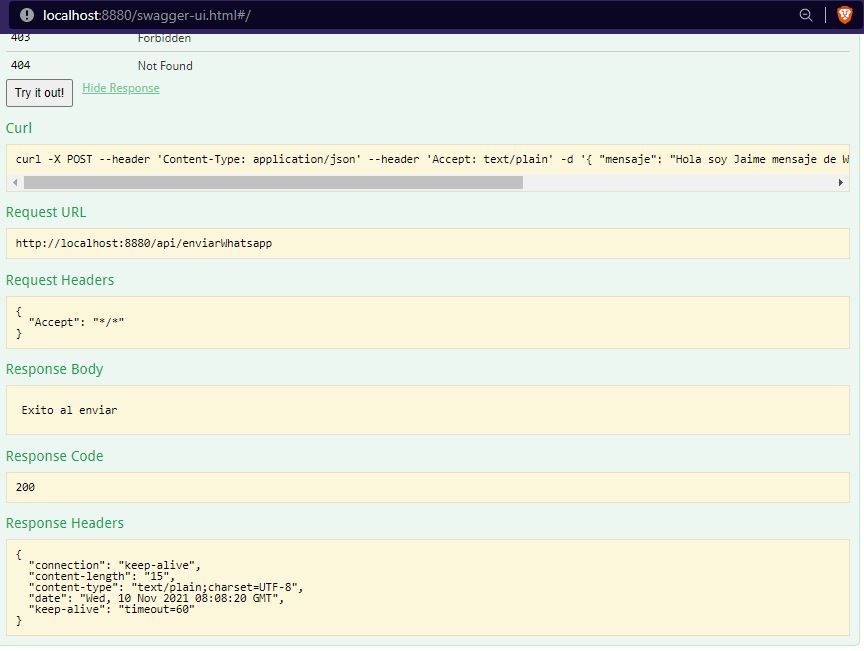 localhost:8880/swagger-ui.html#/
403 Forbidden
404 Not Found
Try it out! Hide Response
Curl
curl -X POST --header 'Content-Type: application/json' --header 'Accept: text/plain' -d '{ "mensaje": "Hola soy Jaime mensaje de W
Request URL
http://localhost:8880/api/enviarWhatsapp
Request Headers
{
"Accept": "*/*"
}
Response Body
Exito al enviar
Response Code
200
Response Headers
{
"connection": "keep-alive",
"content-length": "15",
"content-type": "text/plain;charset=UTF-8",
"date": "Wed, 10 Nov 2021 08:08:20 GMT",
"keep-alive": "timeout=60"
}